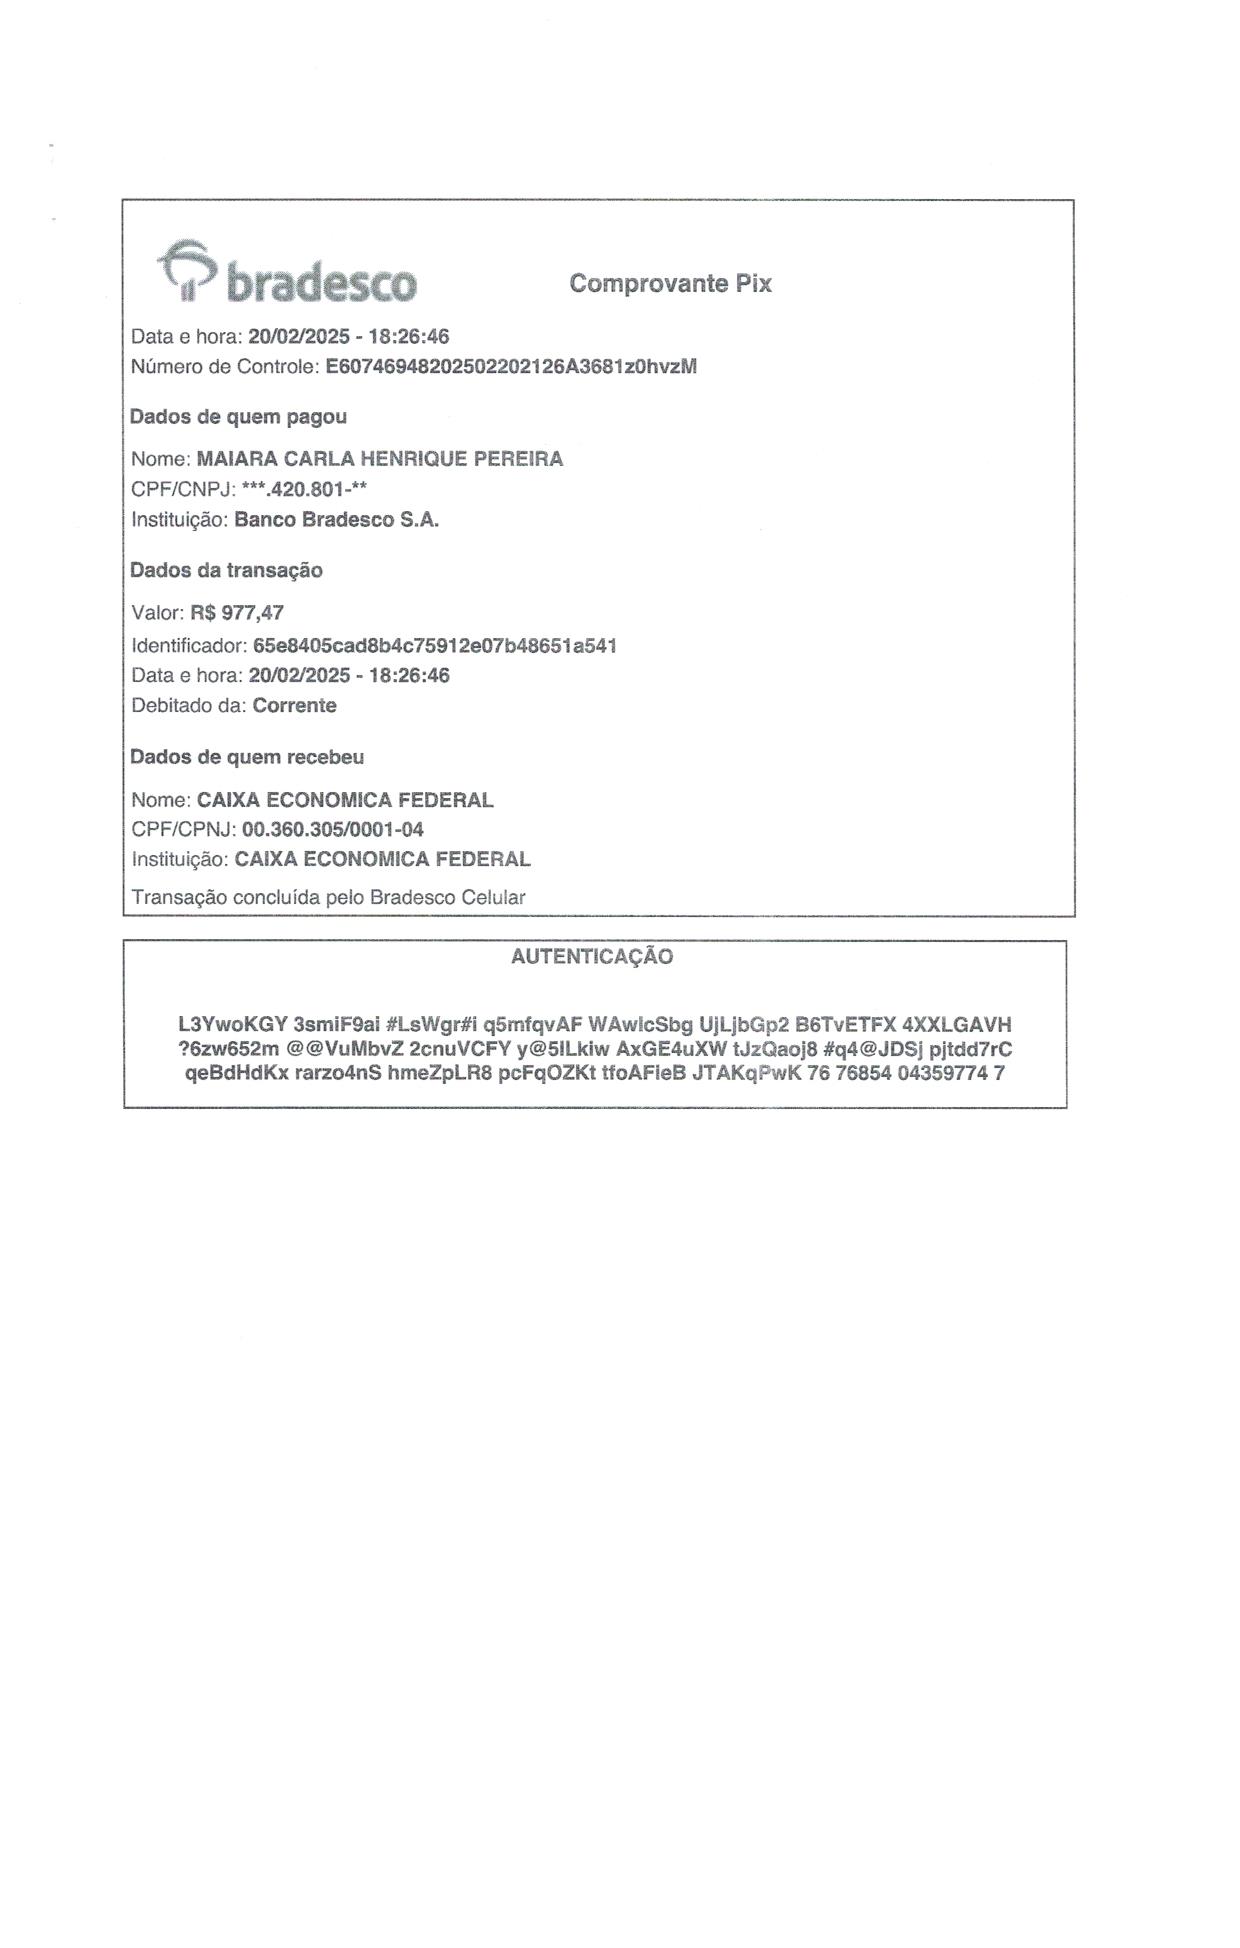 bradesco
Comprovante Pix
Data e hora: 20/02/2025 - 18:26:46
Número de Controle: E60746948202502202126A3681z0hvzM
Dados de quem pagou
Nome: MAIARA CARLA HENRIQUE PEREIRA
CPF/CNPJ: ***.420.801-**
Instituição: Banco Bradesco S.A.
Dados da transação
Valor: R$ 977,47
Identificador: 65e8405cad8b4c75912e07b48651a541
Data e hora: 20/02/2025 - 18:26:46
Debitado da: Corrente
Dados de quem recebeu
Nome: CAIXA ECONOMICA FEDERAL
CPF/CPNJ: 00.360.305/0001-04
Instituição: CAIXA ECONOMICA FEDERAL
Transação concluída pelo Bradesco Celular
AUTENTICAÇÃO
L3YwoKGY 3smiF9ai #LsWgr#i q5mfqvAF WAwIcSbg UjLjbGp2 B6TvETFX 4XXLGAVH
?6zw652m @@VuMbvZ 2cnuVCFY y@5ILkiw AxGE4uXW tJzQaoj8 #q4@JDSj pjtdd7rC
qeBdHdKx rarzo4nS hmeZpLR8 pcFqOZKt tfoAFIeB JTAKqPwK 76 76854 04359774 7